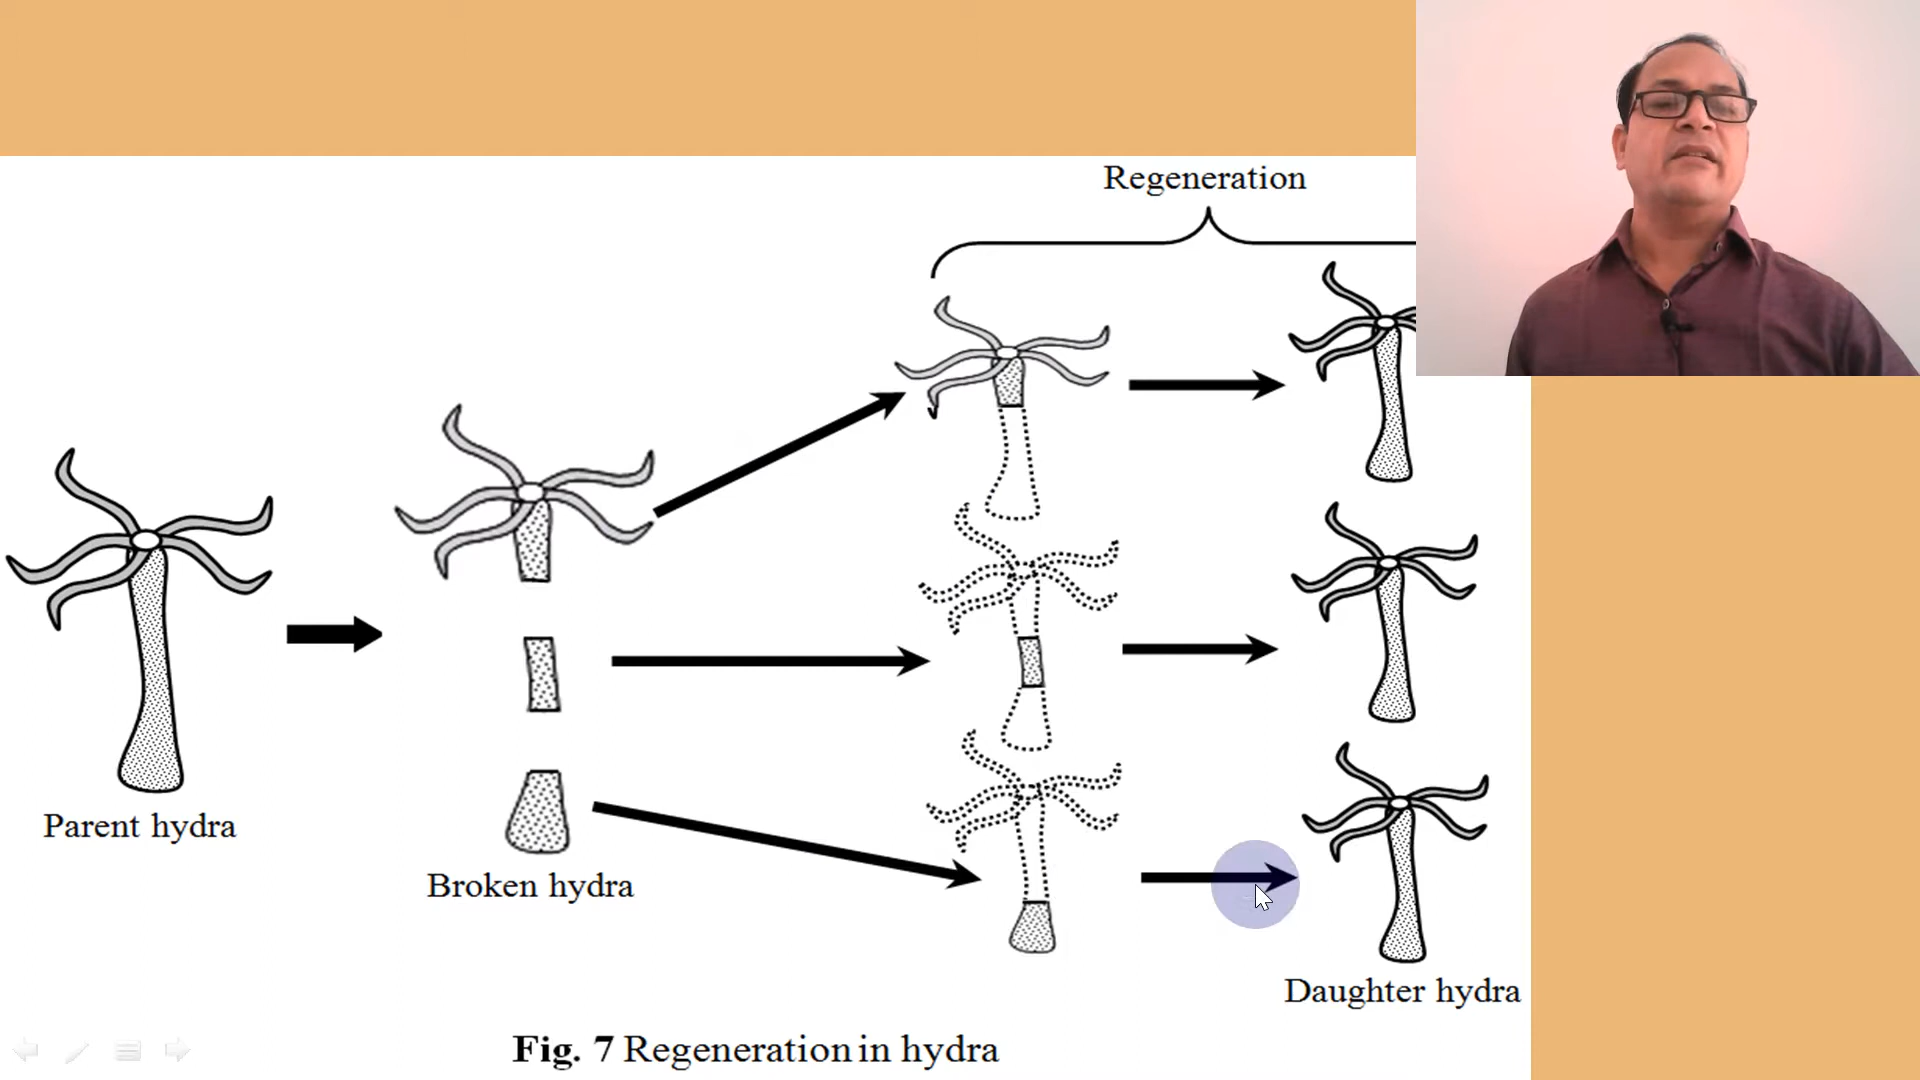 Regeneration
Parent hydra
Broken hydra
Daughter hydra
Fig. 7 Regeneration in hydra